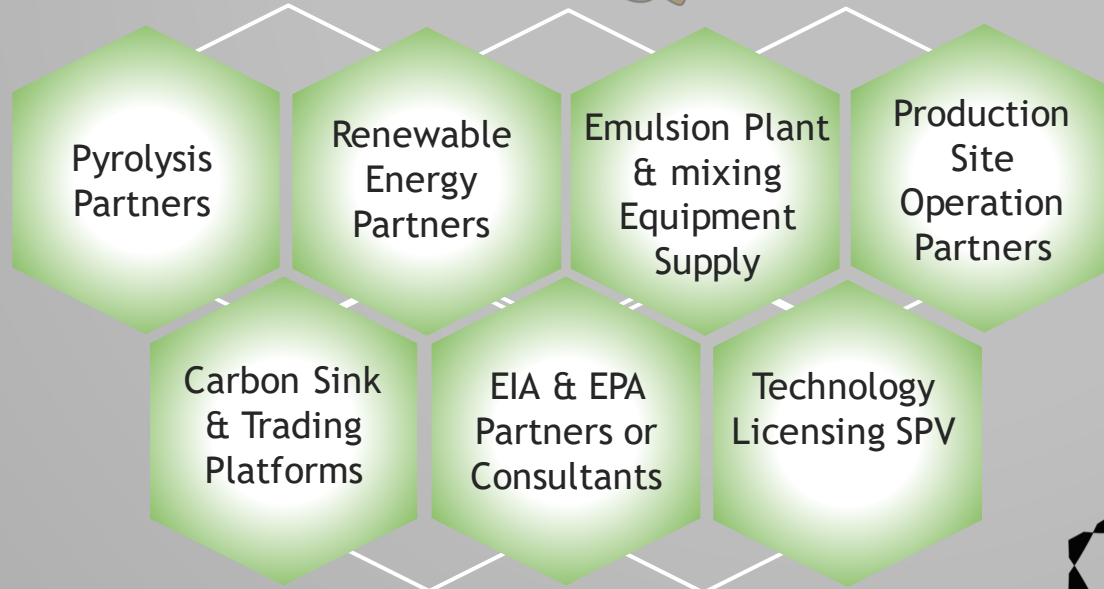 Pyrolysis
Partners
Renewable
Energy
Partners
Emulsion Plant
& mixing
Equipment
Supply
Production
Site
Operation
Partners
Carbon Sink
& Trading
Platforms
EIA & EPA
Partners or
Consultants
Technology
Licensing SPV